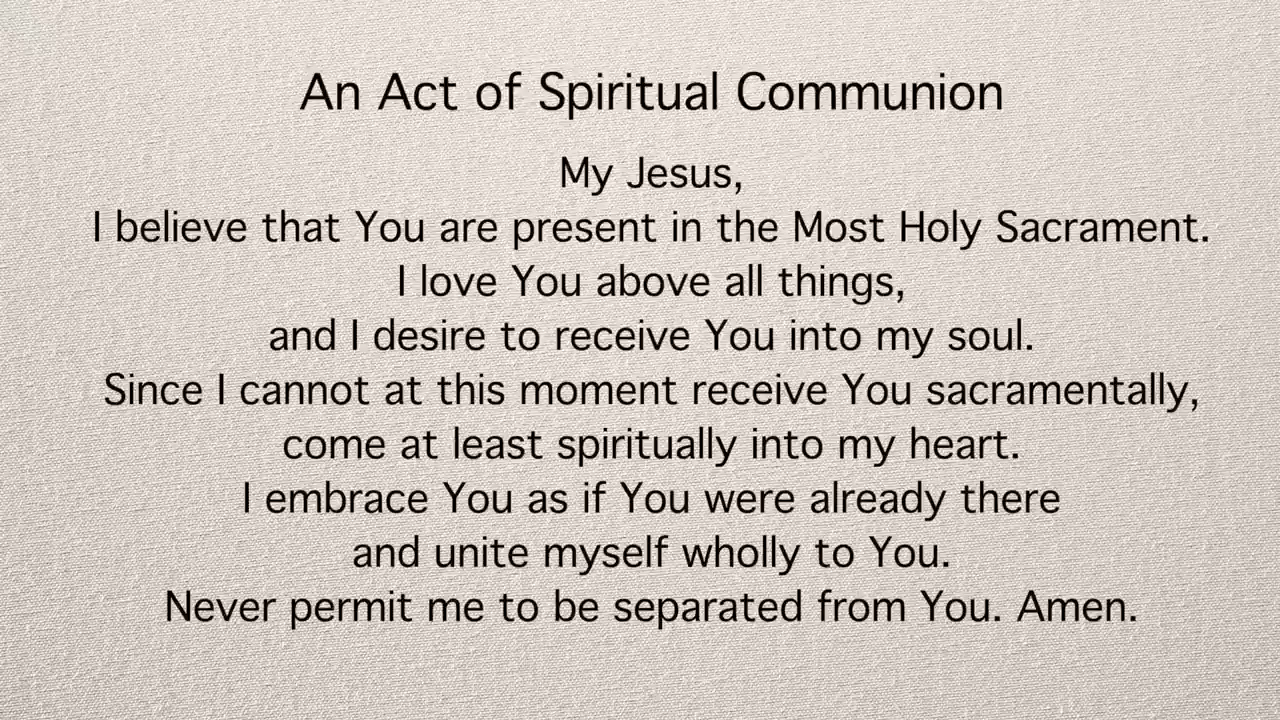 An Act of Spiritual Communion
My Jesus,
I believe that You are present in the Most Holy Sacrament.
I love You above all things,
and I desire to receive You into my soul.
Since I cannot at this moment receive You sacramentally,
come at least spiritually into my heart.
I embrace You as if You were already there
and unite myself wholly to You.
Never permit me to be separated from You. Amen.